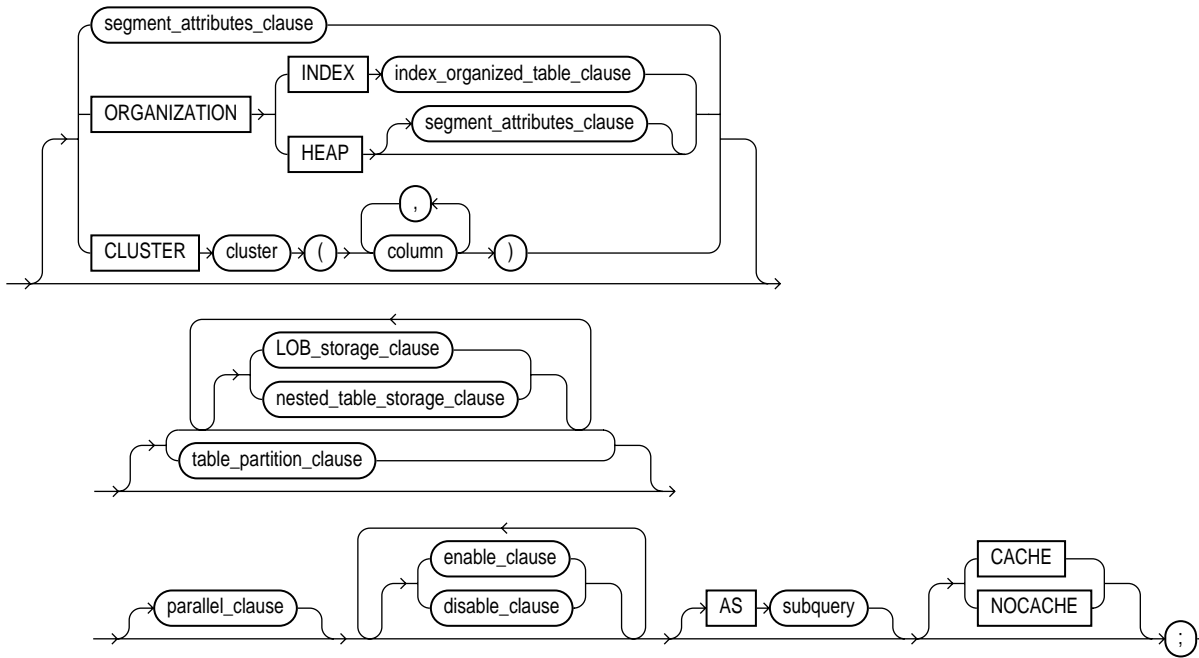 segment_attributes_clause
INDEX index_organized_table_clause
ORGANIZATION
segment_attributes_clause
HEAP
,
CLUSTER cluster ( column )
LOB_storage_clause
nested_table_storage_clause
table_partition_clause
enable_clause CACHE
parallel_clause disable_clause AS subquery NOCACHE
;